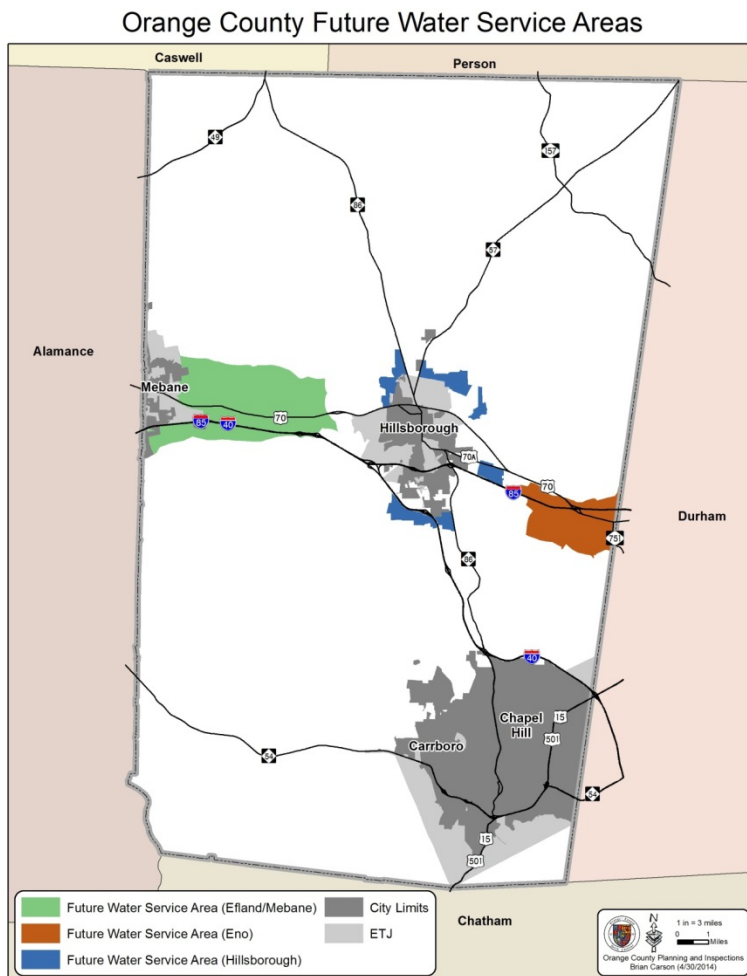 Orange County Future Water Service Areas
Caswell
Person
49
157
86
57
Alamance
Mebane
70
85
40
Hillsborough
70A
70
85
Durham
751
86
40
Chapel
Hill
15
501
Carrboro
54
54
15
501
Chatham
Future Water Service Area (Efland/Mebane)
Future Water Service Area (Eno)
Future Water Service Area (Hillsborough)
City Limits
ETJ
N
1 in = 3 miles
0 1
Miles
Orange County Planning and Inspections
Brian Carson (4/30/2014)